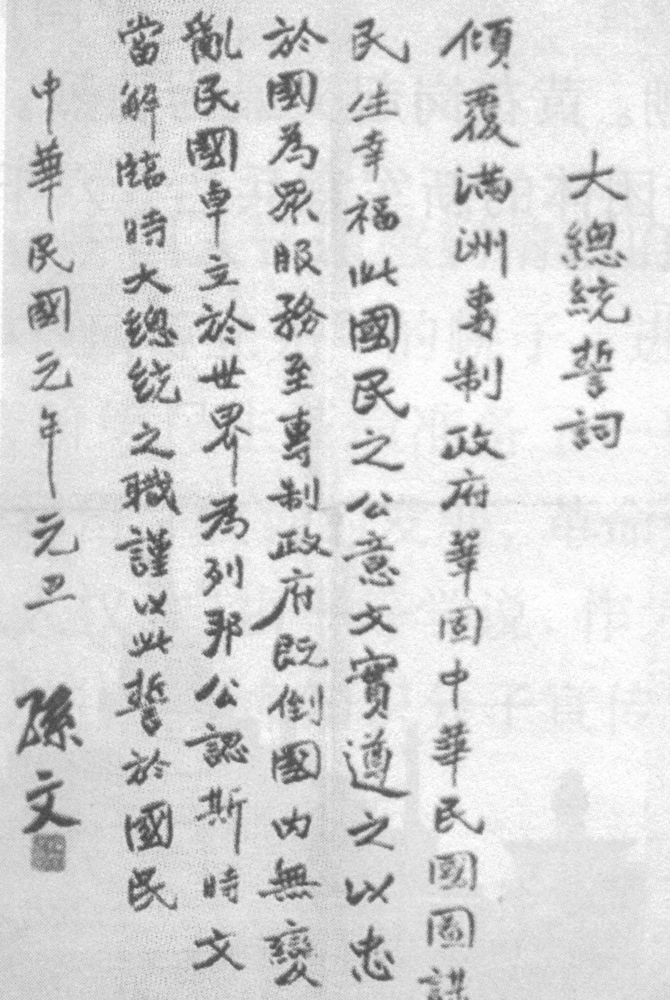 大總統誓詞
傾覆滿洲專制政府鞏固中華民國圖謀
民生幸福此國民之公意文實遵之以忠
於國為眾服務至專制政府既倒國內無變
亂民國卓立於世界為列邦公認斯時文
當解臨時大總統之職謹以此誓於國民
中華民國元年元旦 孫文